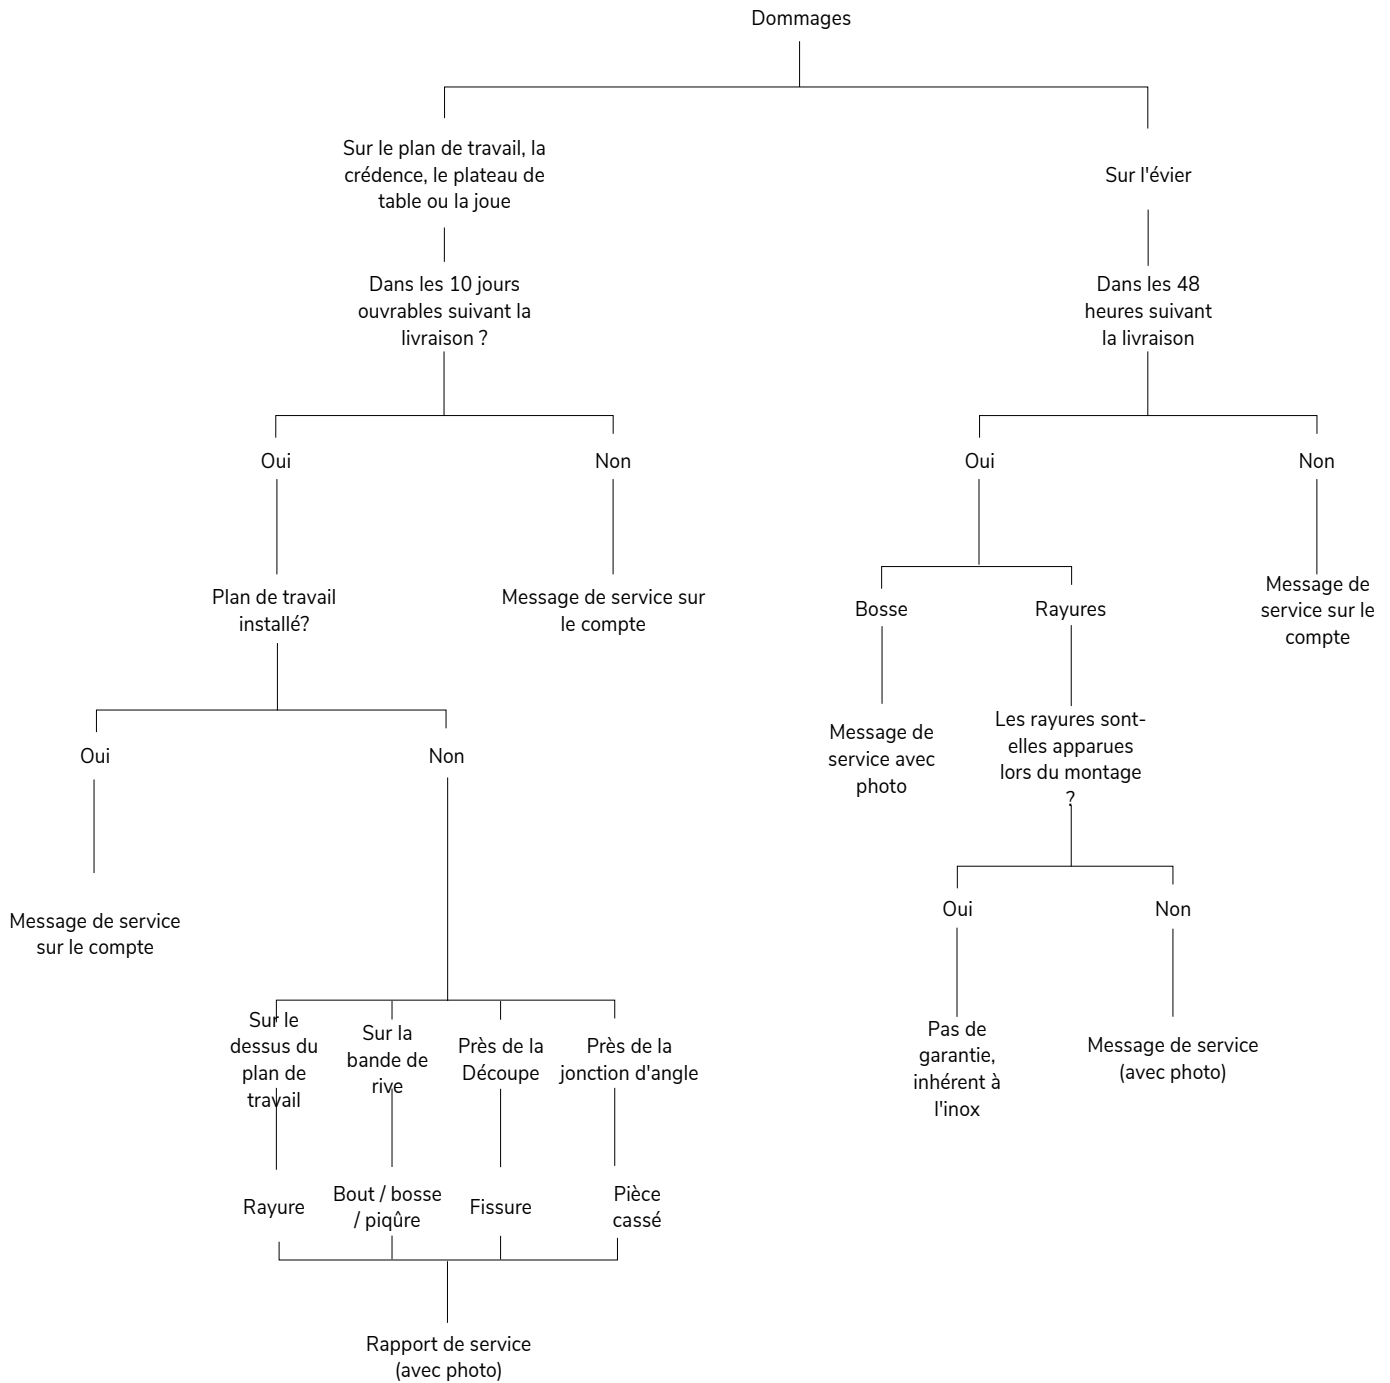 Dommages
Sur le plan de travail, la
crédence, le plateau de
table ou la joue
Sur l'évier
Dans les 10 jours
ouvrables suivant la
livraison ?
Dans les 48
heures suivant
la livraison
Oui
Non
Oui
Non
Plan de travail
installé?
Message de service sur
le compte
Bosse
Rayures
Message de
service sur le
compte
Oui
Non
Message de
service avec
photo
Les rayures sont-
elles apparues
lors du montage
?
Message de service
sur le compte
Oui
Non
Sur le
dessus du
plan de
travail
Sur la
bande de
rive
Près de la
Découpe
Près de la
jonction d'angle
Pas de
garantie,
inhérent à
l'inox
Message de service
(avec photo)
Rayure
Bout / bosse
/ piqûre
Fissure
Pièce
cassé
Rapport de service
(avec photo)